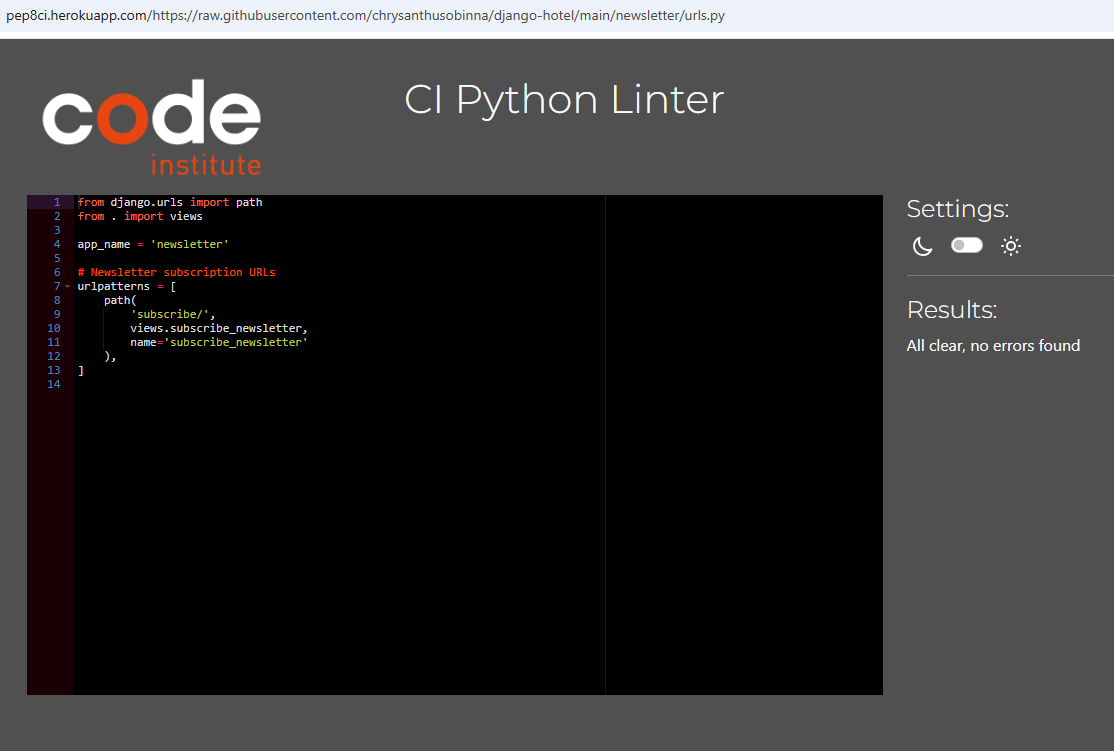 pep8ci.herokuapp.com/https://raw.githubusercontent.com/chrysanthusobinna/django-hotel/main/newsletter/urls.py
code
institute
CI Python Linter
1 from django.urls import path
2 from . import views
3
4 app_name = 'newsletter'
5
6 # Newsletter subscription URLs
7 urlpatterns = [
8     path(
9         'subscribe/',
10         views.subscribe_newsletter,
11         name='subscribe_newsletter'
12     ),
13 ]
14
Settings:
Results:
All clear, no errors found